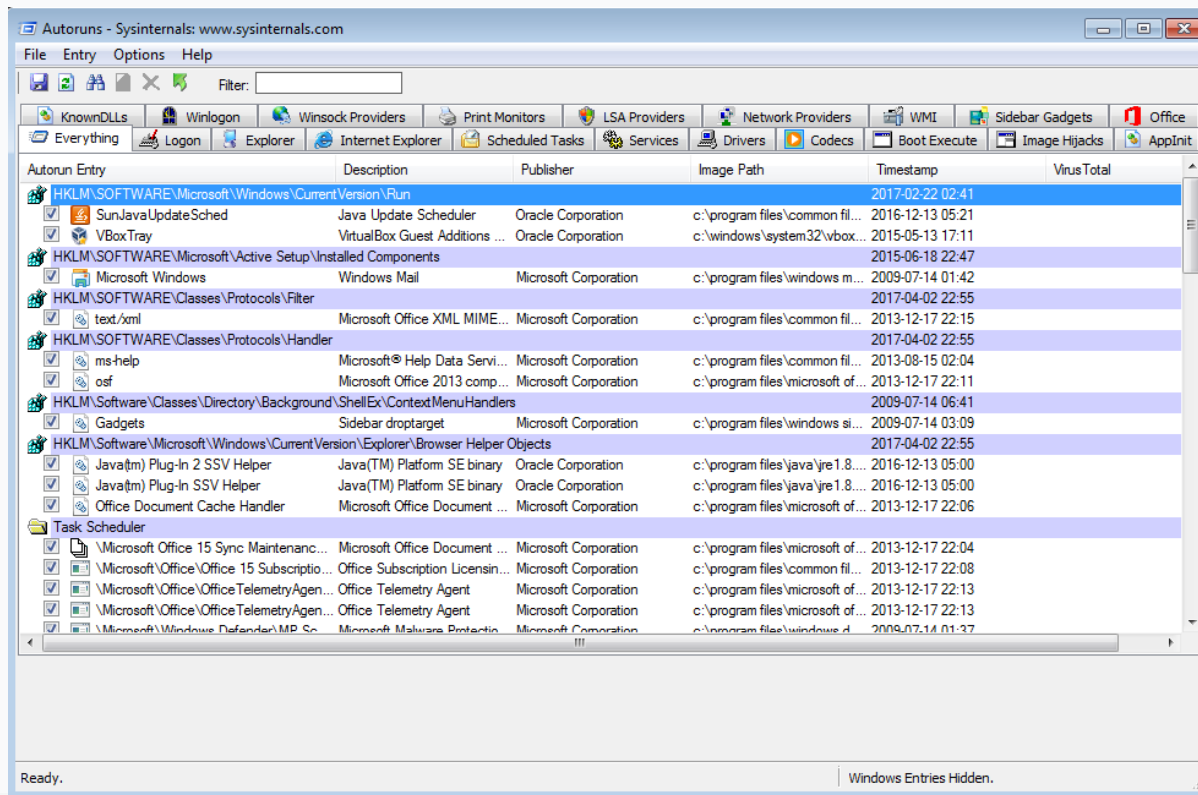 Autoruns - Sysinternals: www.sysinternals.com
File Entry Options Help
Filter:
KnownDLLs Winlogon Winsock Providers Print Monitors LSA Providers Network Providers WMI Sidebar Gadgets Office
Everything Logon Explorer Internet Explorer Scheduled Tasks Services Drivers Codecs Boot Execute Image Hijacks AppInit
Autorun Entry Description Publisher Image Path Timestamp VirusTotal
HKLM\SOFTWARE\Microsoft\Windows\CurrentVersion\Run 2017-02-22 02:41
SunJavaUpdateSched Java Update Scheduler Oracle Corporation c:\program files\common fil... 2016-12-13 05:21
VBoxTray VirtualBox Guest Additions ... Oracle Corporation c:\windows\system32\vbox... 2015-05-13 17:11
HKLM\SOFTWARE\Microsoft\Active Setup\Installed Components 2015-06-18 22:47
Microsoft Windows Windows Mail Microsoft Corporation c:\program files\windows m... 2009-07-14 01:42
HKLM\SOFTWARE\Classes\Protocols\Filter 2017-04-02 22:55
text/xml Microsoft Office XML MIME... Microsoft Corporation c:\program files\common fil... 2013-12-17 22:15
HKLM\SOFTWARE\Classes\Protocols\Handler 2017-04-02 22:55
ms-help Microsoft® Help Data Servi... Microsoft Corporation c:\program files\common fil... 2013-08-15 02:04
osf Microsoft Office 2013 comp... Microsoft Corporation c:\program files\microsoft of... 2013-12-17 22:11
HKLM\Software\Classes\Directory\Background\ShellEx\ContextMenuHandlers 2009-07-14 06:41
Gadgets Sidebar droptarget Microsoft Corporation c:\program files\windows si... 2009-07-14 03:09
HKLM\Software\Microsoft\Windows\CurrentVersion\Explorer\Browser Helper Objects 2017-04-02 22:55
Java(tm) Plug-In 2 SSV Helper Java(TM) Platform SE binary Oracle Corporation c:\program files\java\jre1.8.... 2016-12-13 05:00
Java(tm) Plug-In SSV Helper Java(TM) Platform SE binary Oracle Corporation c:\program files\java\jre1.8.... 2016-12-13 05:00
Office Document Cache Handler Microsoft Office Document ... Microsoft Corporation c:\program files\microsoft of... 2013-12-17 22:06
Task Scheduler
\Microsoft Office 15 Sync Maintenanc... Microsoft Office Document ... Microsoft Corporation c:\program files\microsoft of... 2013-12-17 22:04
\Microsoft\Office\Office 15 Subscriptio... Office Subscription Licensin... Microsoft Corporation c:\program files\common fil... 2013-12-17 22:08
\Microsoft\Office\OfficeTelemetryAgen... Office Telemetry Agent Microsoft Corporation c:\program files\microsoft of... 2013-12-17 22:13
\Microsoft\Office\OfficeTelemetryAgen... Office Telemetry Agent Microsoft Corporation c:\program files\microsoft of... 2013-12-17 22:13
\Microsoft\Windows Defender\MP Sc... Microsoft Malware Protectio... Microsoft Corporation c:\program files\windows d... 2009-07-14 01:37
Ready. Windows Entries Hidden.